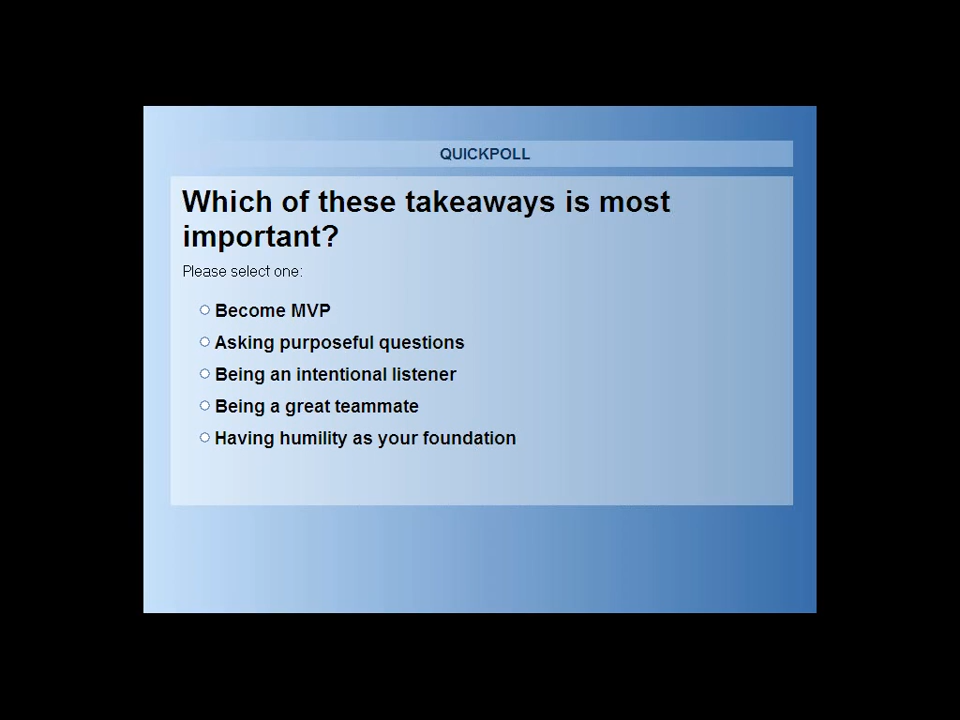 QUICKPOLL
Which of these takeaways is most
important?
Please select one:
Become MVP
Asking purposeful questions
Being an intentional listener
Being a great teammate
Having humility as your foundation